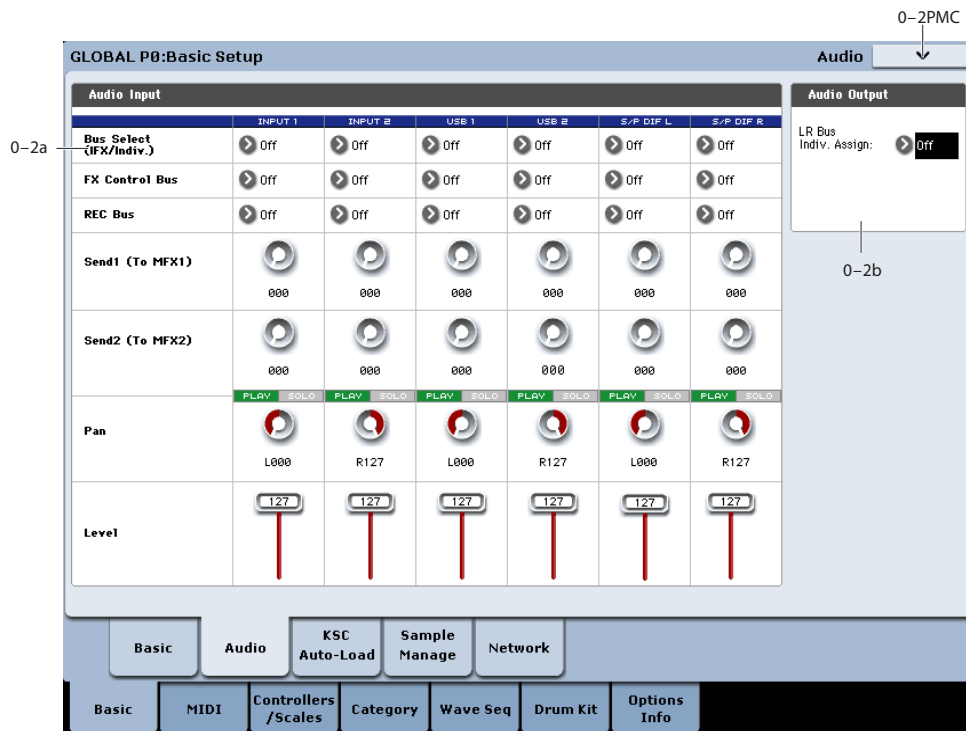 0–2PMC
GLOBAL P0:Basic Setup
Audio
Audio Input
Audio Output
INPUT 1 INPUT 2 USB 1 USB 2 S/P DIF L S/P DIF R
0–2a
Bus Select
(IFX/Indiv.)
Off Off Off Off Off Off
LR Bus
Indiv. Assign: Off
FX Control Bus Off Off Off Off Off Off
REC Bus Off Off Off Off Off Off
0–2b
Send1 (To MFX1)
000 000 000 000 000 000
Send2 (To MFX2)
000 000 000 000 000 000
PLAY SOLO PLAY SOLO PLAY SOLO PLAY SOLO PLAY SOLO PLAY SOLO
Pan
L000 R127 L000 R127 L000 R127
127 127 127 127 127 127
Level
Basic
Audio
KSC
Auto-Load
Sample
Manage
Network
Basic
MIDI
Controllers
/Scales
Category
Wave Seq
Drum Kit
Options
Info